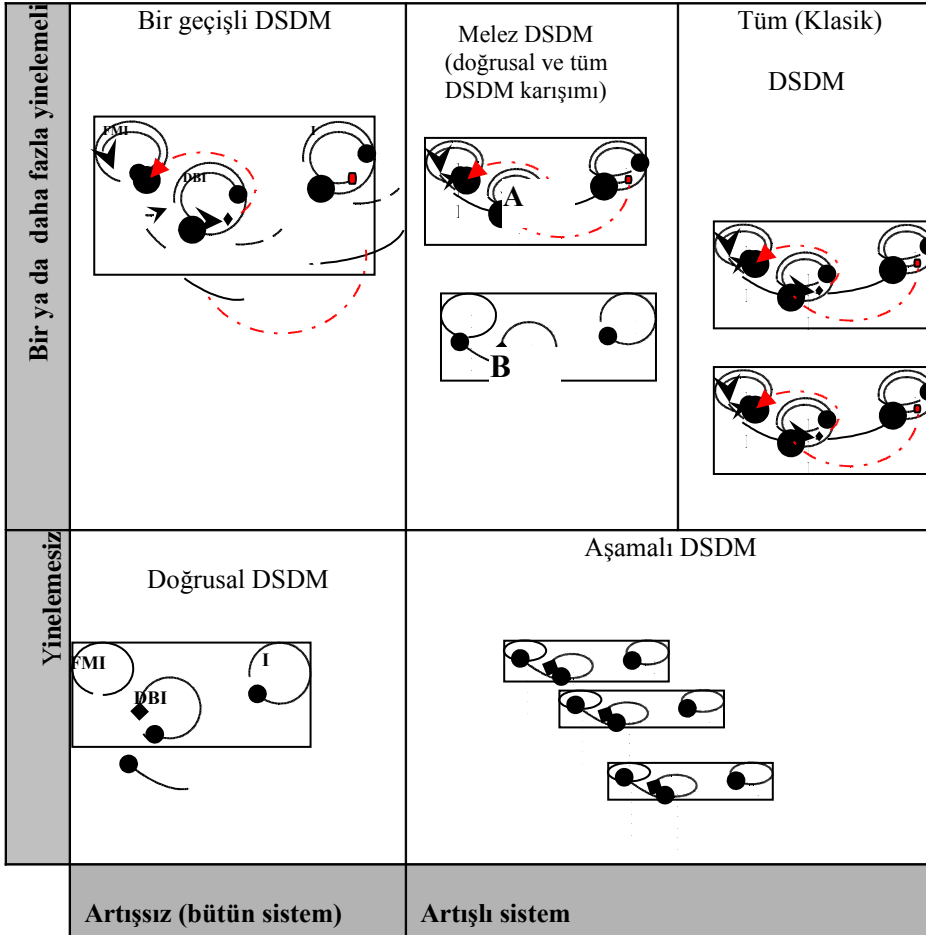 Bir ya da daha fazla yinelemeli
Bir geçişli DSDM
FMI
I
DBI
Melez DSDM
(doğrusal ve tüm
DSDM karışımı)
A
B
Tüm (Klasik)
DSDM
Yinelemesiz
Doğrusal DSDM
FMI
I
DBI
Aşamalı DSDM
Artışsız (bütün sistem)
Artışlı sistem